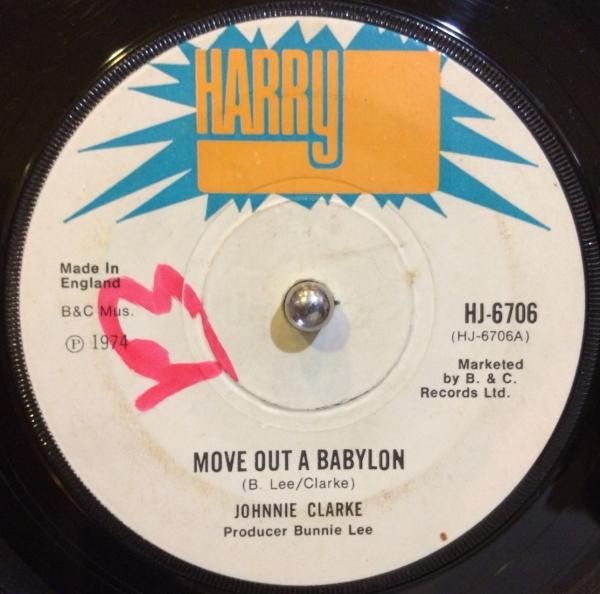 HARRY J
Made In
England
B&C Mus.
Ⓟ 1974
HJ-6706
(HJ-6706A)
Marketed
by B. & C.
Records Ltd.
MOVE OUT A BABYLON
(B. Lee/Clarke)
JOHNNIE CLARKE
Producer Bunnie Lee